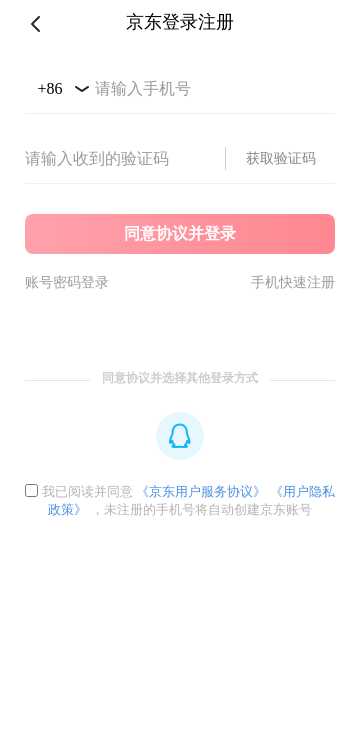 京东登录注册
+86 请输入手机号
请输入收到的验证码 获取验证码
同意协议并登录
账号密码登录 手机快速注册
同意协议并选择其他登录方式
我已阅读并同意 《京东用户服务协议》 《用户隐私
政策》 ，未注册的手机号将自动创建京东账号